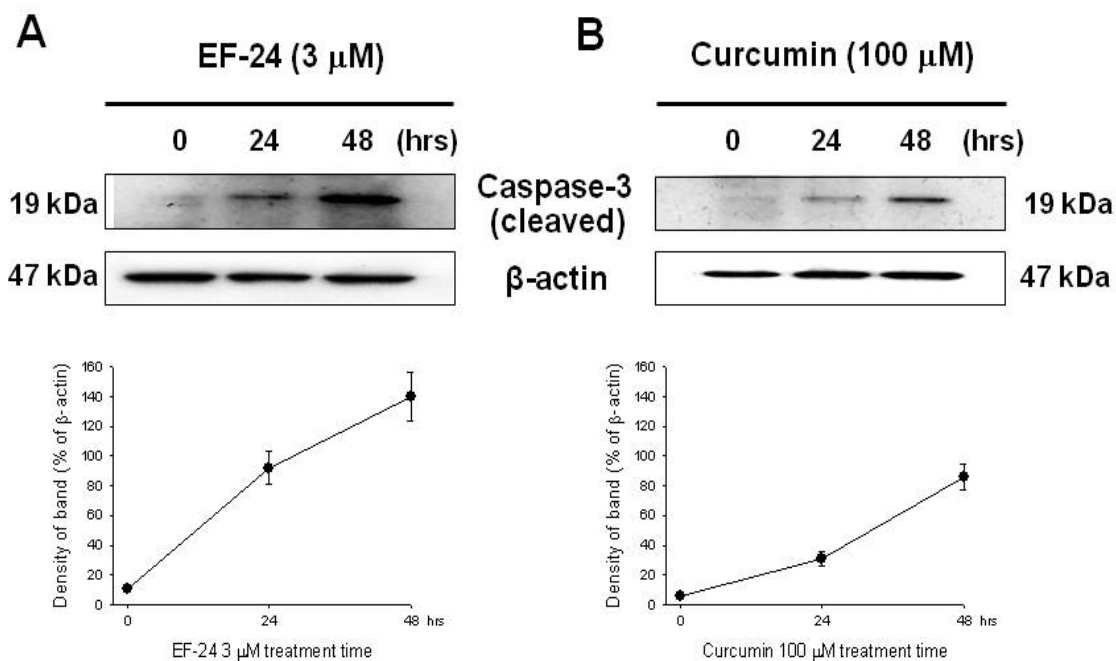 A
EF-24 (3 μM)
0 24 48 (hrs)
19 kDa
47 kDa
Caspase-3
(cleaved)
β-actin
B
Curcumin (100 μM)
0 24 48 (hrs)
19 kDa
47 kDa
Density of band (% of β-actin)
160
140
120
100
80
60
40
20
0
0 24 48 hrs
EF-24 3 μM treatment time
Density of band (% of β-actin)
160
140
120
100
80
60
40
20
0
0 24 48 hrs
Curcumin 100 μM treatment time